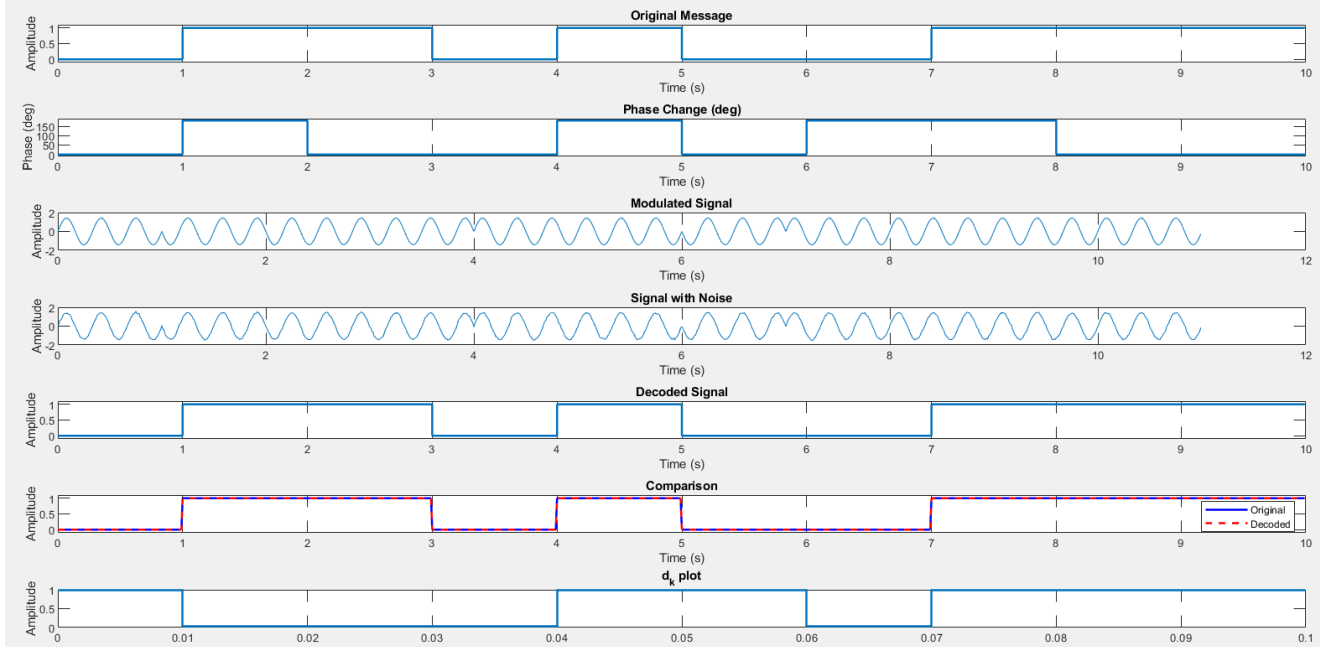 Original Message
Amplitude
1
0.5
0
0 1 2 3 4 5 6 7 8 9 10
Time (s)
Phase Change (deg)
Phase (deg)
150
100
50
0
0 1 2 3 4 5 6 7 8 9 10
Time (s)
Modulated Signal
Amplitude
2
0
-2
0 2 4 6 8 10 12
Time (s)
Signal with Noise
Amplitude
2
0
-2
0 2 4 6 8 10 12
Time (s)
Decoded Signal
Amplitude
1
0.5
0
0 1 2 3 4 5 6 7 8 9 10
Time (s)
Comparison
Amplitude
1
0.5
0
Original
Decoded
0 1 2 3 4 5 6 7 8 9 10
Time (s)
d_k plot
Amplitude
1
0.5
0
0 0.01 0.02 0.03 0.04 0.05 0.06 0.07 0.08 0.09 0.1